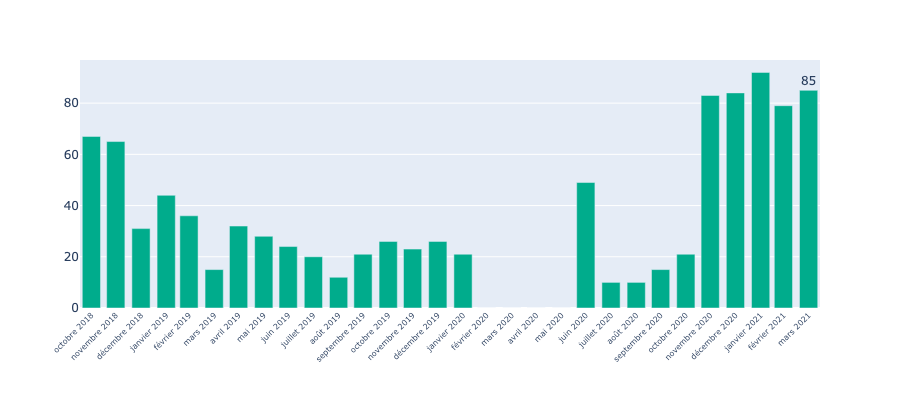 85
80
60
40
20
0
octobre 2018
novembre 2018
décembre 2018
janvier 2019
février 2019
mars 2019
avril 2019
mai 2019
juin 2019
juillet 2019
août 2019
septembre 2019
octobre 2019
novembre 2019
décembre 2019
janvier 2020
février 2020
mars 2020
avril 2020
mai 2020
juin 2020
juillet 2020
août 2020
septembre 2020
octobre 2020
novembre 2020
décembre 2020
janvier 2021
février 2021
mars 2021